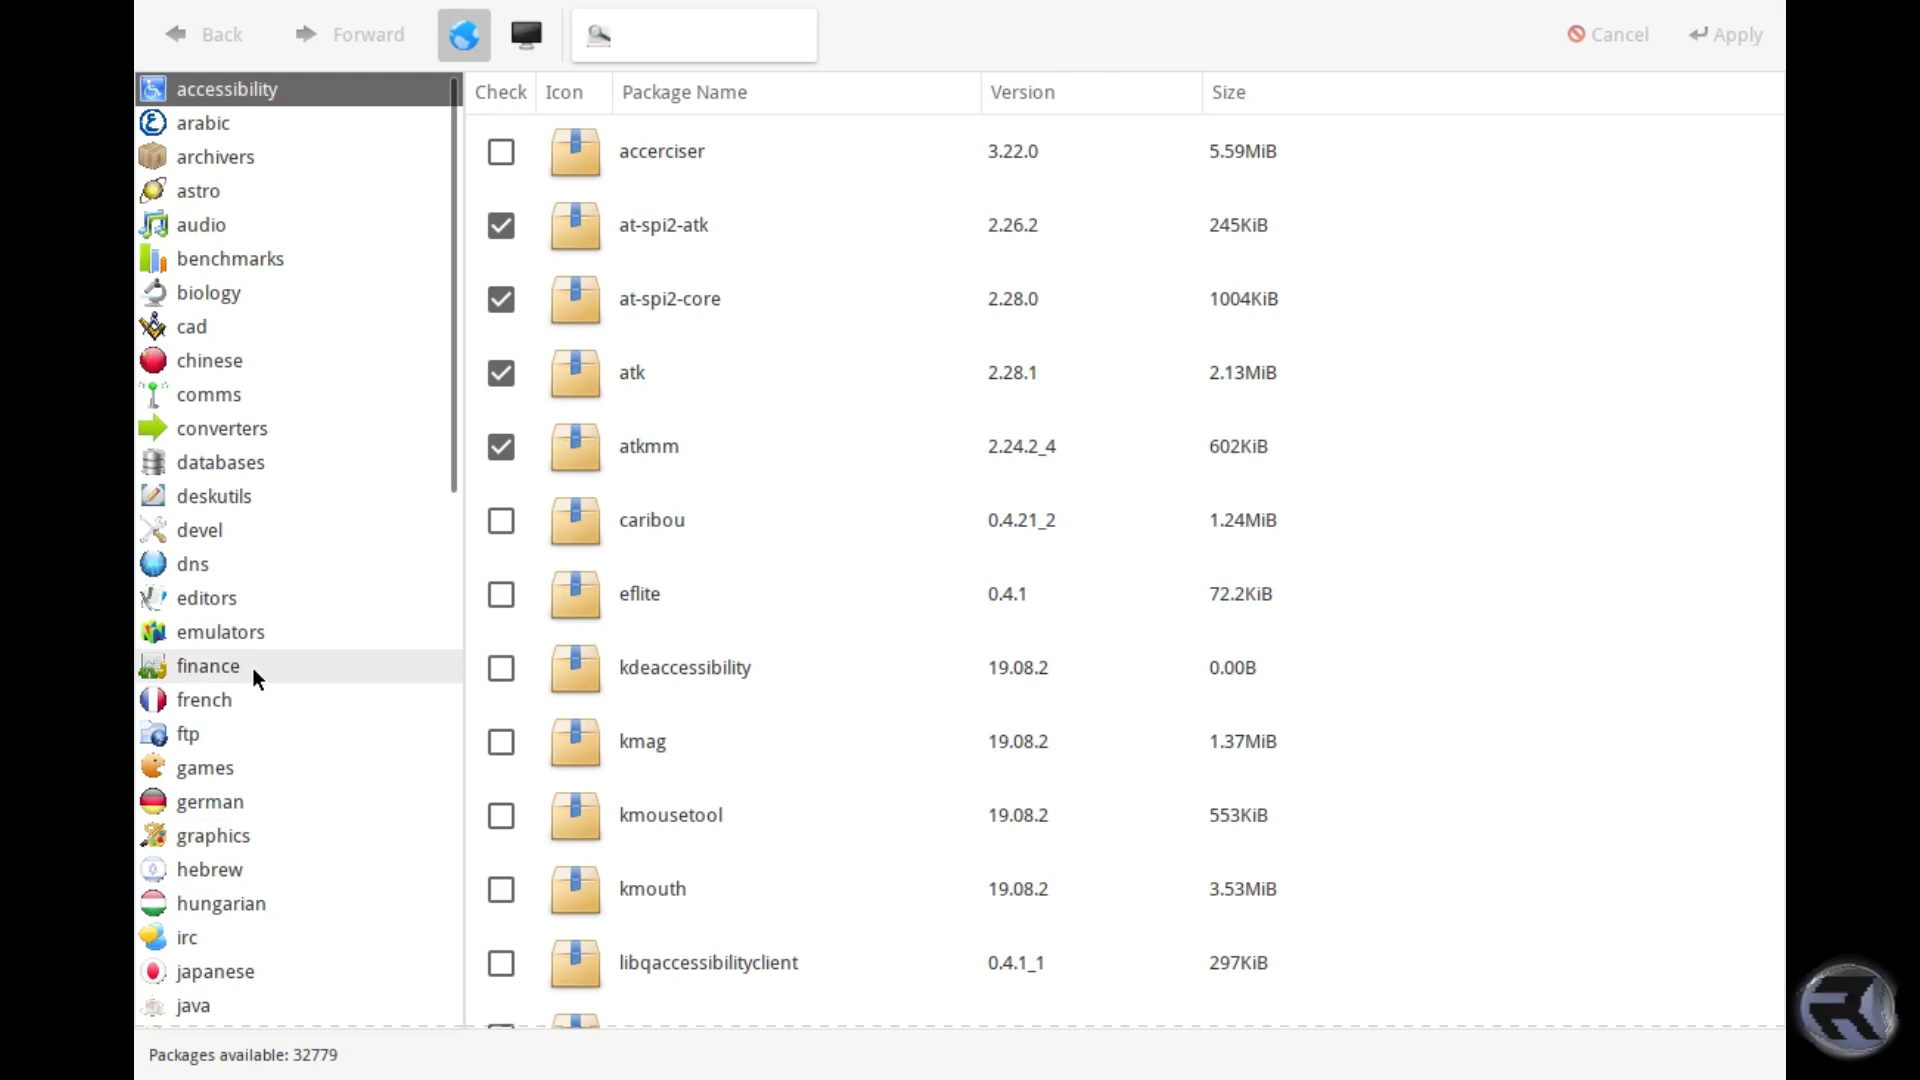 Back
Forward
Cancel
Apply
accessibility
arabic
archivers
astro
audio
benchmarks
biology
cad
chinese
comms
converters
databases
deskutils
devel
dns
editors
emulators
finance
french
ftp
games
german
graphics
hebrew
hungarian
irc
japanese
java
Check Icon Package Name Version Size
accerciser 3.22.0 5.59MiB
at-spi2-atk 2.26.2 245KiB
at-spi2-core 2.28.0 1004KiB
atk 2.28.1 2.13MiB
atkmm 2.24.2_4 602KiB
caribou 0.4.21_2 1.24MiB
eflite 0.4.1 72.2KiB
kdeaccessibility 19.08.2 0.00B
kmag 19.08.2 1.37MiB
kmousetool 19.08.2 553KiB
kmouth 19.08.2 3.53MiB
libqaccessibilityclient 0.4.1_1 297KiB
Packages available: 32779